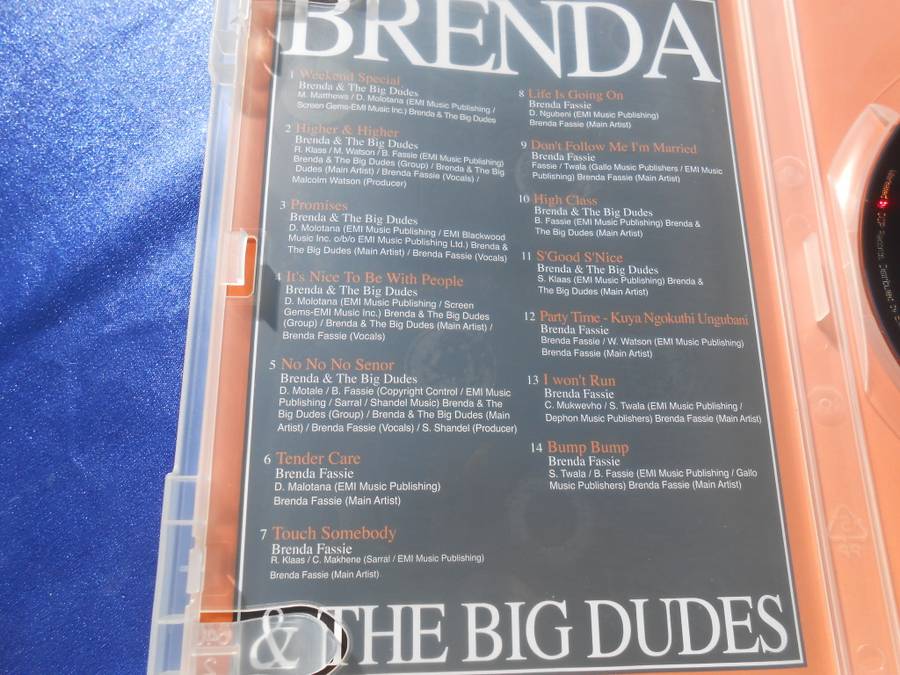 BRENDA
1 Weekend Special
Brenda & The Big Dudes
M. Matthews / D. Molotana (EMI Music Publishing /
Screen Gems-EMI Music Inc.) Brenda & The Big Dudes
2 Higher & Higher
Brenda & The Big Dudes
R. Klaas / M. Watson / B. Fassie (EMI Music Publishing)
Brenda & The Big Dudes (Group) / Brenda & The Big
Dudes (Main Artist) / Brenda Fassie (Vocals) /
Malcolm Watson (Producer)
3 Promises
Brenda & The Big Dudes
D. Molotana (EMI Music Publishing / EMI Blackwood
Music Inc. o/b/o EMI Music Publishing Ltd.) Brenda &
The Big Dudes (Main Artist) / Brenda Fassie (Vocals)
4 It's Nice To Be With People
Brenda & The Big Dudes
D. Molotana (EMI Music Publishing / Screen
Gems-EMI Music Inc.) Brenda & The Big Dudes
(Group) / Brenda & The Big Dudes (Main Artist) /
Brenda Fassie (Vocals)
5 No No No Senor
Brenda & The Big Dudes
D. Motale / B. Fassie (Copyright Control / EMI Music
Publishing / Sarral / Shandel Music) Brenda & The
Big Dudes (Group) / Brenda & The Big Dudes (Main
Artist) / Brenda Fassie (Vocals) / S. Shandel (Producer)
6 Tender Care
Brenda Fassie
D. Malotana (EMI Music Publishing)
Brenda Fassie (Main Artist)
7 Touch Somebody
Brenda Fassie
R. Klaas / C. Makhene (Sarral / EMI Music Publishing)
Brenda Fassie (Main Artist)
8 Life Is Going On
Brenda Fassie
D. Ngubeni (EMI Music Publishing)
Brenda Fassie (Main Artist)
9 Don't Follow Me I'm Married
Brenda Fassie
Fassie / Twala (Gallo Music Publishers / EMI Music
Publishing) Brenda Fassie (Main Artist)
10 High Class
Brenda & The Big Dudes
B. Fassie (EMI Music Publishing) Brenda &
The Big Dudes (Main Artist)
11 S'Good S'Nice
Brenda & The Big Dudes
S. Klaas (EMI Music Publishing) Brenda &
The Big Dudes (Main Artist)
12 Party Time - Kuya Ngokuthi Ungubani
Brenda Fassie
Brenda Fassie / W. Watson (EMI Music Publishing)
Brenda Fassie (Main Artist)
13 I won't Run
Brenda Fassie
C. Mukwevho / S. Twala (EMI Music Publishing /
Dephon Music Publishers) Brenda Fassie (Main Artist)
14 Bump Bump
Brenda Fassie
S. Twala / B. Fassie (EMI Music Publishing / Gallo
Music Publishers) Brenda Fassie (Main Artist)
& THE BIG DUDES